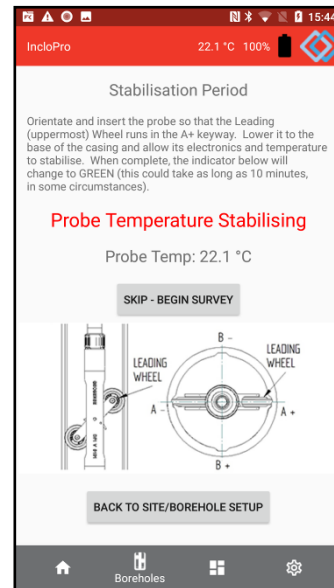 15:44
IncloPro
22.1 °C 100%
Stabilisation Period
Orientate and insert the probe so that the Leading
(uppermost) Wheel runs in the A+ keyway. Lower it to the
base of the casing and allow its electronics and temperature
to stabilise. When complete, the indicator below will
change to GREEN (this could take as long as 10 minutes,
in some circumstances).
Probe Temperature Stabilising
Probe Temp: 22.1 °C
SKIP - BEGIN SURVEY
LEADING
WHEEL
B -
LEADING
WHEEL
A -
A +
B +
BACK TO SITE/BOREHOLE SETUP
Boreholes